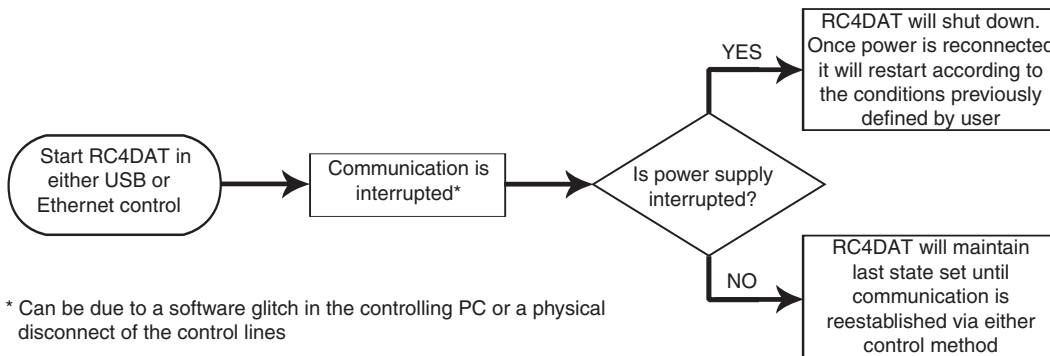 Start RC4DAT in
either USB or
Ethernet control
Communication is
interrupted*
Is power supply
interrupted?
YES
RC4DAT will shut down.
Once power is reconnected
it will restart according to
the conditions previously
defined by user
NO
RC4DAT will maintain
last state set until
communication is
reestablished via either
control method
* Can be due to a software glitch in the controlling PC or a physical
disconnect of the control lines